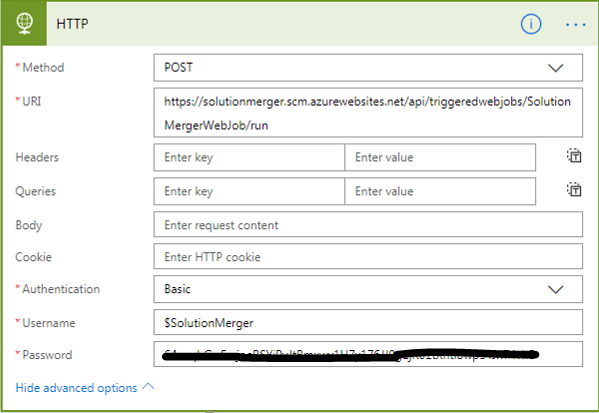 HTTP
* Method
POST
* URI
https://solutionmerger.scm.azurewebsites.net/api/triggeredwebjobs/Solution
MergerWebJob/run
Headers
Enter key
Enter value
Queries
Enter key
Enter value
Body
Enter request content
Cookie
Enter HTTP cookie
* Authentication
Basic
* Username
$SolutionMerger
* Password
Hide advanced options